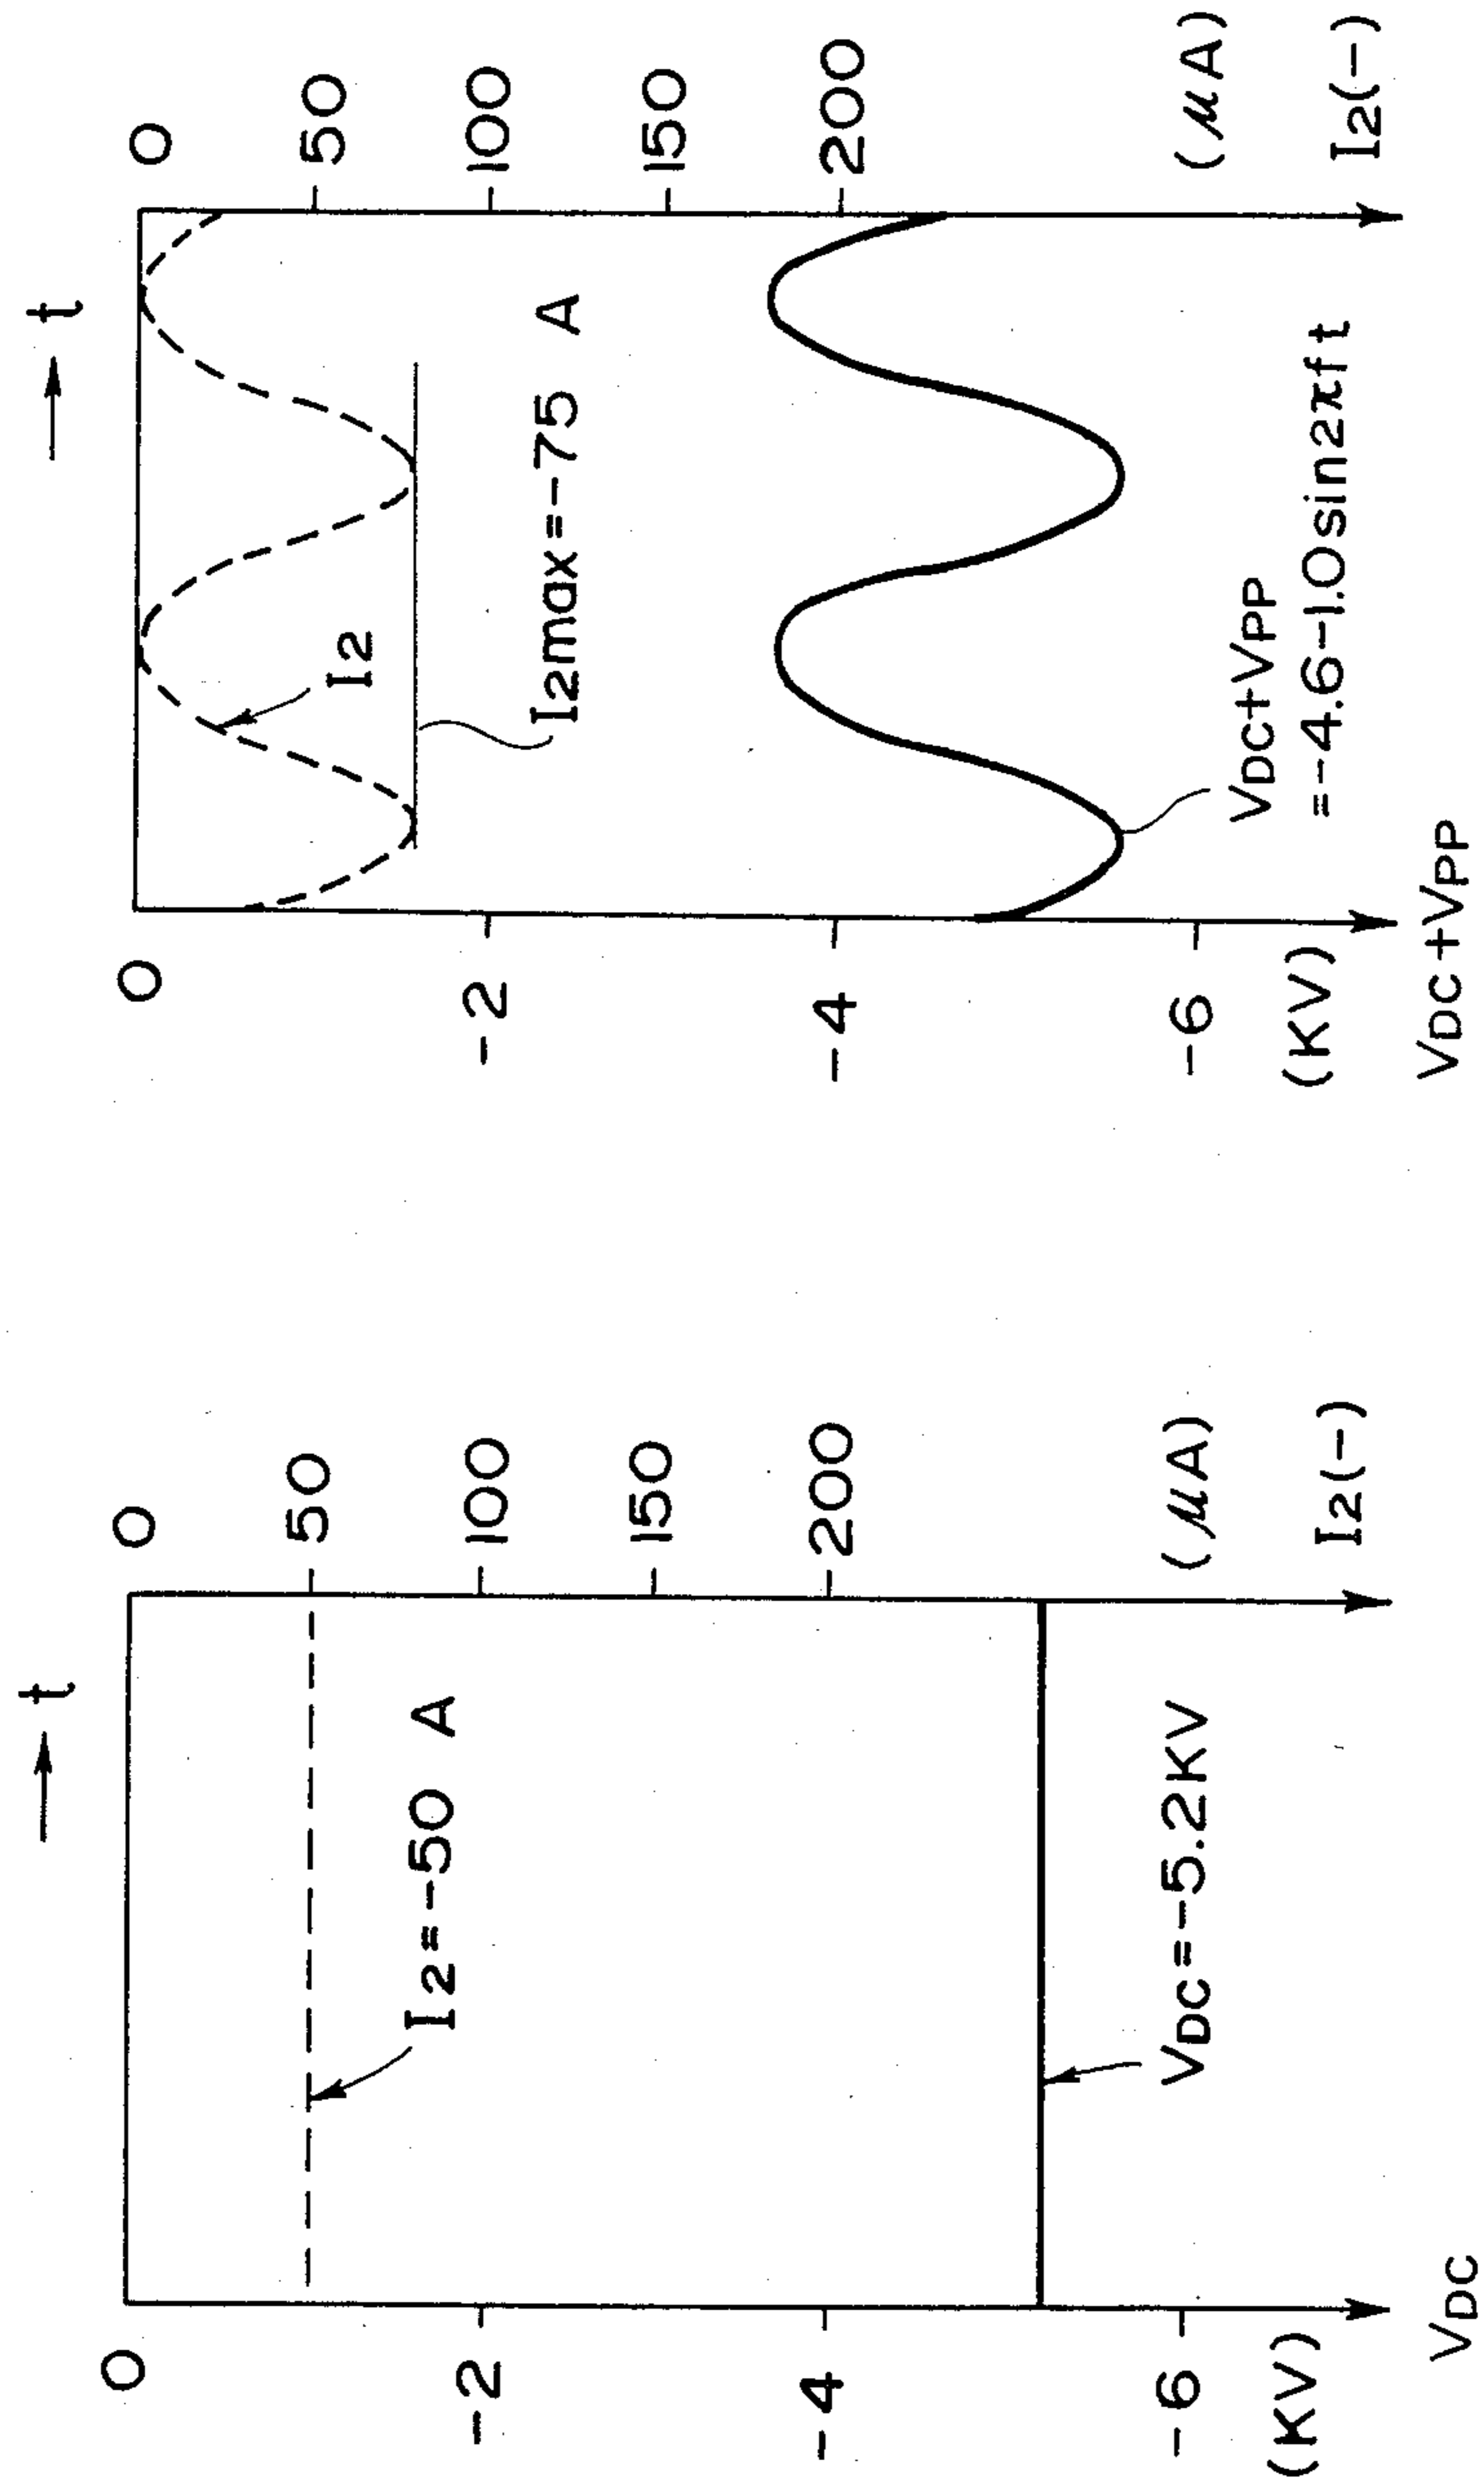 → t
0
0
-2
50
-4
100
-6
150
(KV)
200
VDC
(μA)
I2(-)
I2=-50 A
VDC=-5.2KV
→ t
0
0
-2
50
-4
100
-6
150
(KV)
200
VDC+VPP
(μA)
I2(-)
I2
I2max=-75 A
VDC+VPP
=-4.6-1.0sin2πft